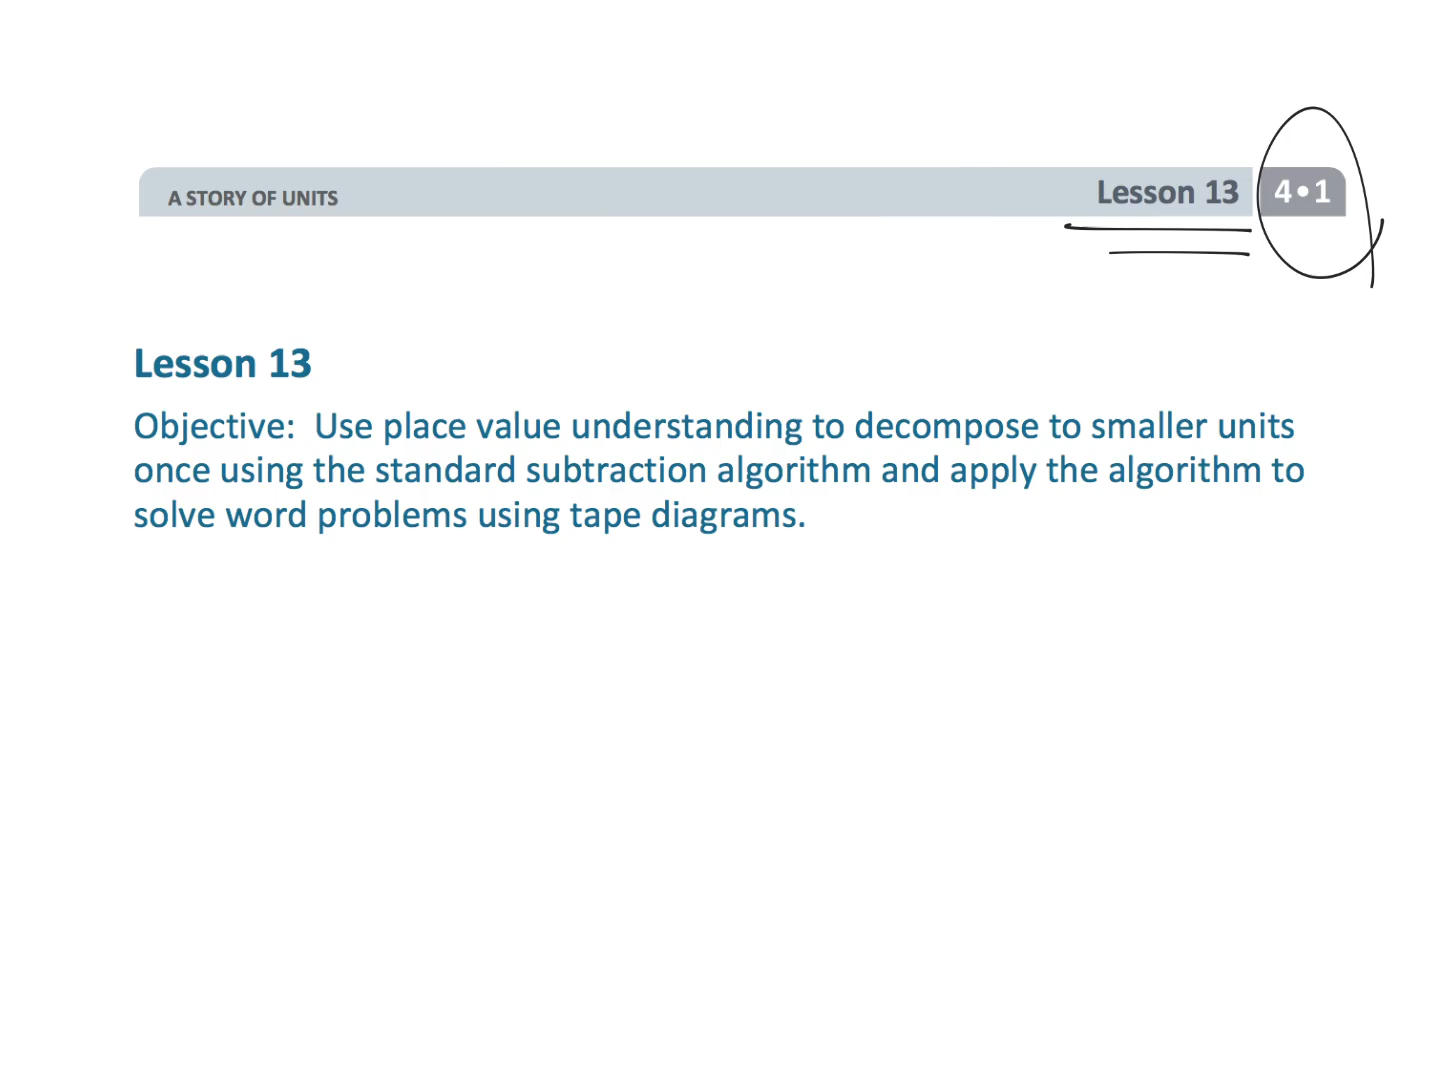 A STORY OF UNITS
Lesson 13
4•1
Lesson 13
Objective:  Use place value understanding to decompose to smaller units
once using the standard subtraction algorithm and apply the algorithm to
solve word problems using tape diagrams.